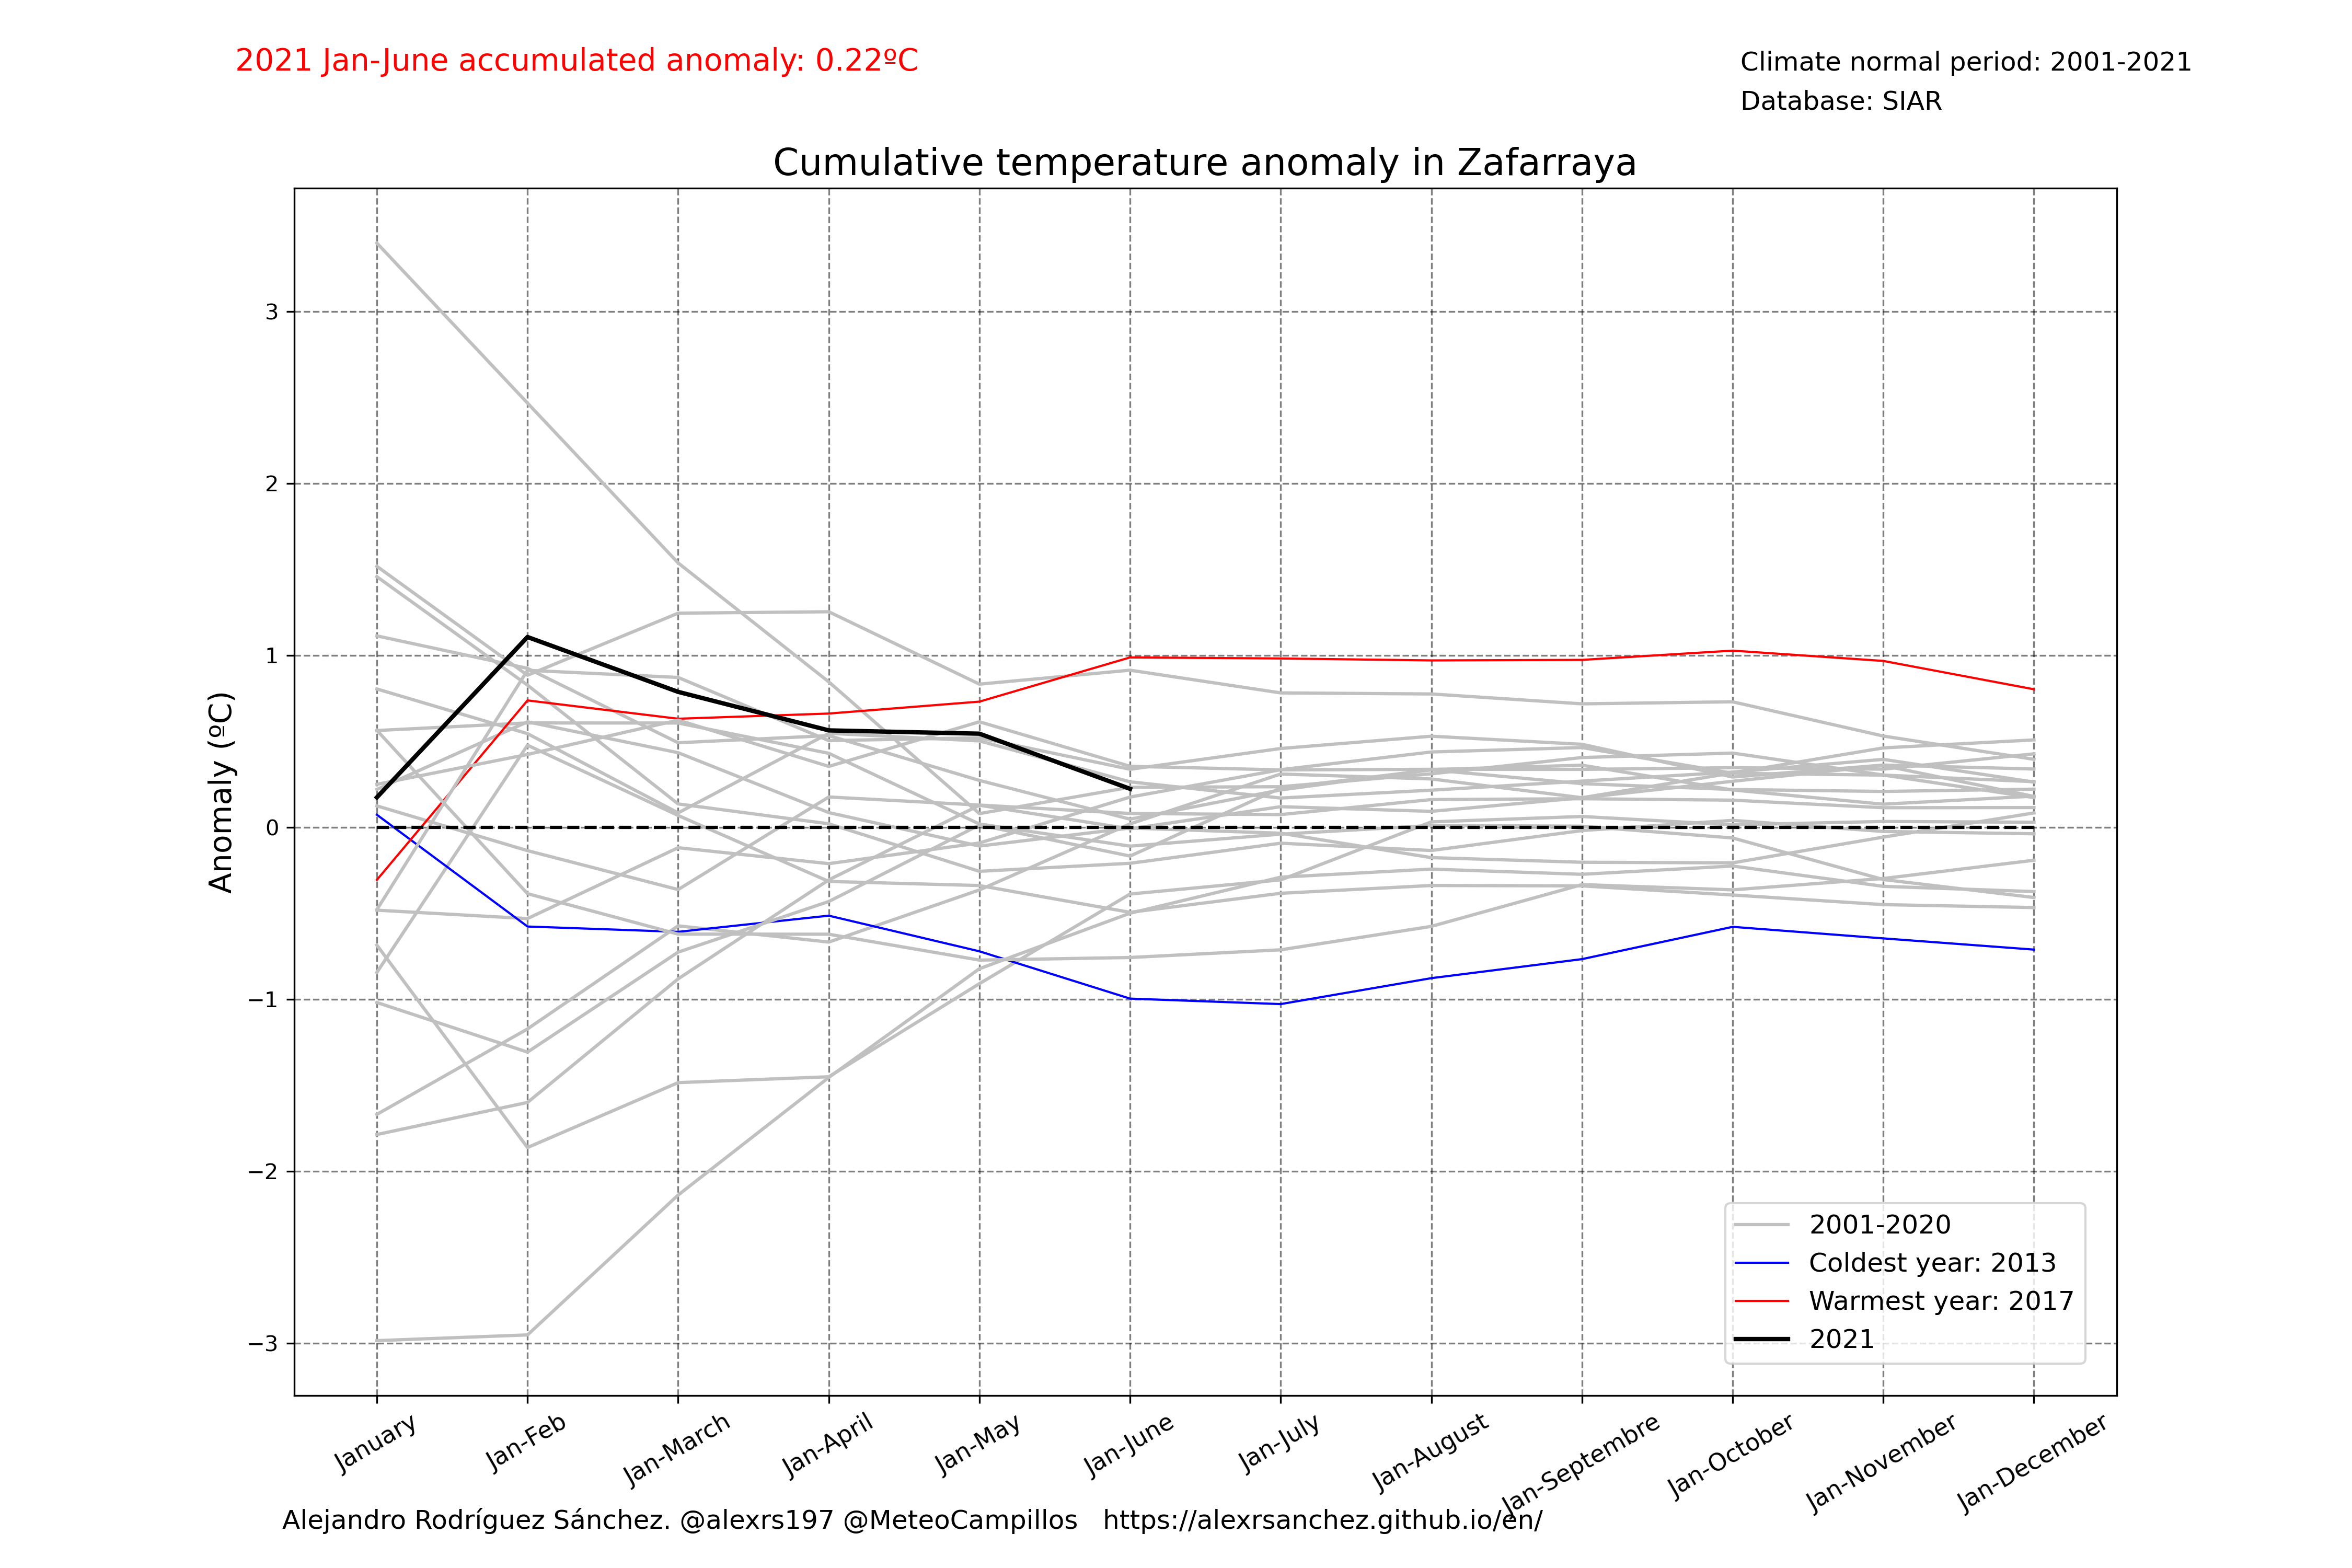 2021 Jan-June accumulated anomaly: 0.22ºC
Climate normal period: 2001-2021
Database: SIAR
Cumulative temperature anomaly in Zafarraya
Anomaly (ºC)
3
2
1
0
−1
−2
−3
2001-2020
Coldest year: 2013
Warmest year: 2017
2021
January
Jan-Feb
Jan-March
Jan-April
Jan-May
Jan-June
Jan-July
Jan-August
Jan-Septembre
Jan-October
Jan-November
Jan-December
Alejandro Rodríguez Sánchez. @alexrs197 @MeteoCampillos https://alexrsanchez.github.io/en/